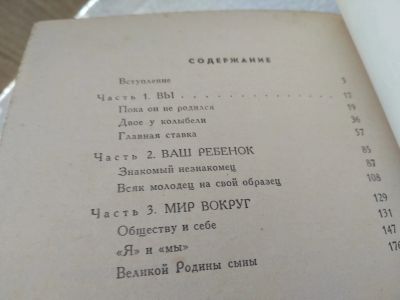 СОДЕРЖАНИЕ
Вступление 3
Часть 1. ВЫ 17
Пока он не родился 19
Двое у колыбели 36
Главная ставка 57
Часть 2. ВАШ РЕБЕНОК 85
Знакомый незнакомец 87
Всяк молодец на свой образец 108
Часть 3. МИР ВОКРУГ 129
Обществу и себе 131
«Я» и «мы» 147
Великой Родины сыны 176